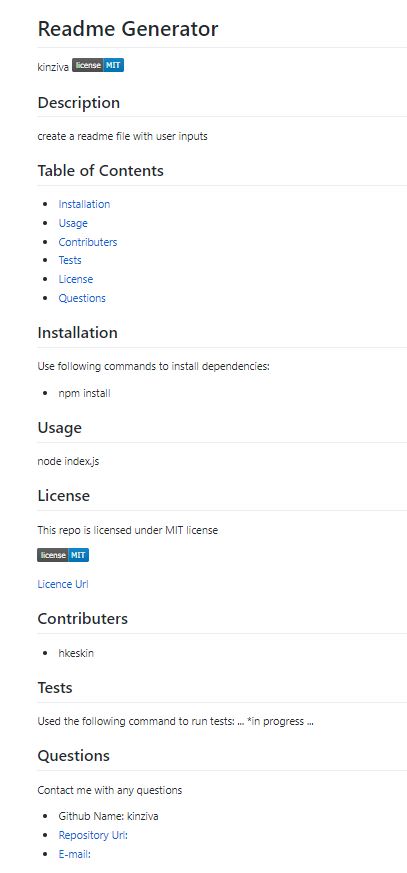 Readme Generator
kinziva license MIT
Description
create a readme file with user inputs
Table of Contents
Installation
Usage
Contributers
Tests
License
Questions
Installation
Use following commands to install dependencies:
npm install
Usage
node index.js
License
This repo is licensed under MIT license
license MIT
Licence Url
Contributers
hkeskin
Tests
Used the following command to run tests: ... *in progress ...
Questions
Contact me with any questions
Github Name: kinziva
Repository Url:
E-mail: